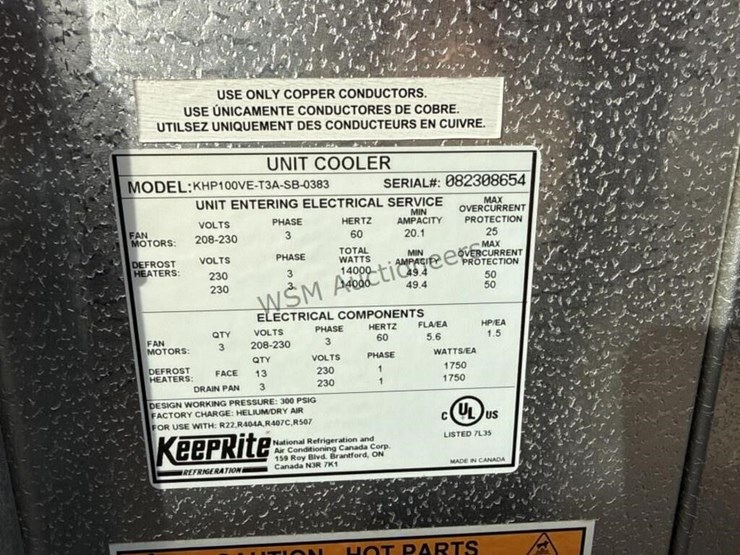 USE ONLY COPPER CONDUCTORS.
USE ÚNICAMENTE CONDUCTORES DE COBRE.
UTILSEZ UNIQUEMENT DES CONDUCTEURS EN CUIVRE.
UNIT COOLER
MODEL:KHP100VE-T3A-SB-0383 SERIAL#: 082308654
UNIT ENTERING ELECTRICAL SERVICE
VOLTS PHASE HERTZ MIN AMPACITY MAX OVERCURRENT PROTECTION
FAN MOTORS: 208-230 3 60 20.1 25
VOLTS PHASE TOTAL WATTS MIN AMPACITY MAX OVERCURRENT PROTECTION
DEFROST HEATERS: 230 3 14000 49.4 50
230 3 14000 49.4 50
WSM Auctioneers
ELECTRICAL COMPONENTS
QTY VOLTS PHASE HERTZ FLA/EA HP/EA
FAN MOTORS: 3 208-230 3 60 5.6 1.5
QTY VOLTS PHASE WATTS/EA
DEFROST HEATERS: FACE 13 230 1 1750
DRAIN PAN 3 230 1 1750
DESIGN WORKING PRESSURE: 300 PSIG
FACTORY CHARGE: HELIUM/DRY AIR
FOR USE WITH: R22,R404A,R407C,R507
C UL US
LISTED 7L35
KeepRite
REFRIGERATION
National Refrigeration and
Air Conditioning Canada Corp.
159 Roy Blvd. Brantford, ON
Canada N3R 7K1
MADE IN CANADA
CAUTION HOT PARTS